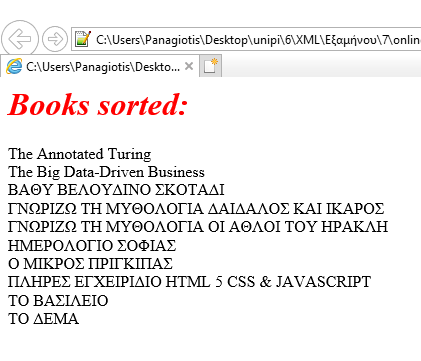 C:\Users\Panagiotis\Desktop\unipi\6\XML\Εξαμήνου\7\online
C:\Users\Panagiotis\Deskto...
Books sorted:
The Annotated Turing
The Big Data-Driven Business
ΒΑΘΥ ΒΕΛΟΥΔΙΝΟ ΣΚΟΤΑΔΙ
ΓΝΩΡΙΖΩ ΤΗ ΜΥΘΟΛΟΓΙΑ ΔΑΙΔΑΛΟΣ ΚΑΙ ΙΚΑΡΟΣ
ΓΝΩΡΙΖΩ ΤΗ ΜΥΘΟΛΟΓΙΑ ΟΙ ΑΘΛΟΙ ΤΟΥ ΗΡΑΚΛΗ
ΗΜΕΡΟΛΟΓΙΟ ΣΟΦΙΑΣ
Ο ΜΙΚΡΟΣ ΠΡΙΓΚΙΠΑΣ
ΠΛΗΡΕΣ ΕΓΧΕΙΡΙΔΙΟ HTML 5 CSS & JAVASCRIPT
ΤΟ ΒΑΣΙΛΕΙΟ
ΤΟ ΔΕΜΑ